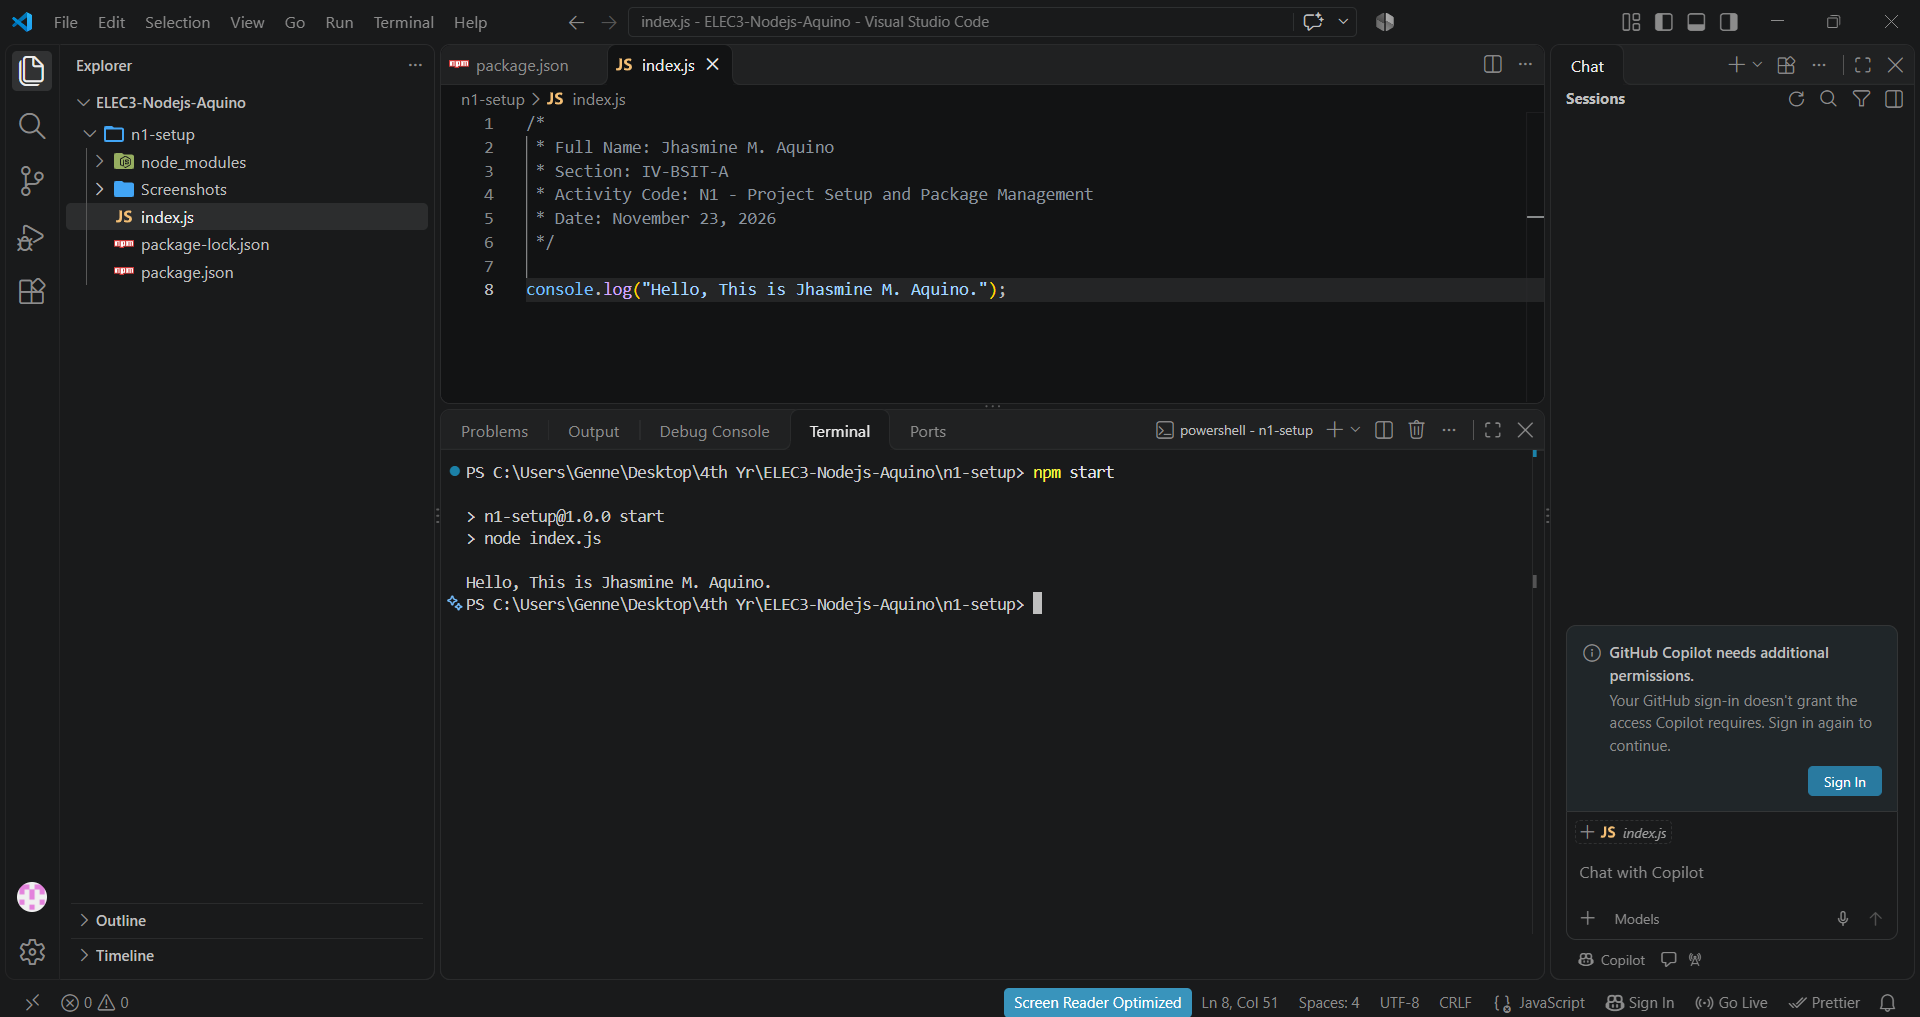 File Edit Selection View Go Run Terminal Help
index.js - ELEC3-Nodejs-Aquino - Visual Studio Code
Explorer
ELEC3-Nodejs-Aquino
n1-setup
node_modules
Screenshots
JS index.js
package-lock.json
package.json
Outline
Timeline
package.json
JS index.js
n1-setup > JS index.js
1 /*
2 * Full Name: Jhasmine M. Aquino
3 * Section: IV-BSIT-A
4 * Activity Code: N1 - Project Setup and Package Management
5 * Date: November 23, 2026
6 */
7
8 console.log("Hello, This is Jhasmine M. Aquino.");
Problems Output Debug Console Terminal Ports
powershell - n1-setup
PS C:\Users\Genne\Desktop\4th Yr\ELEC3-Nodejs-Aquino\n1-setup> npm start
> n1-setup@1.0.0 start
> node index.js
Hello, This is Jhasmine M. Aquino.
PS C:\Users\Genne\Desktop\4th Yr\ELEC3-Nodejs-Aquino\n1-setup>
Chat
Sessions
GitHub Copilot needs additional
permissions.
Your GitHub sign-in doesn't grant the
access Copilot requires. Sign in again to
continue.
Sign In
JS index.js
Chat with Copilot
Models
Copilot
0 0
Screen Reader Optimized Ln 8, Col 51 Spaces: 4 UTF-8 CRLF JavaScript Sign In Go Live Prettier